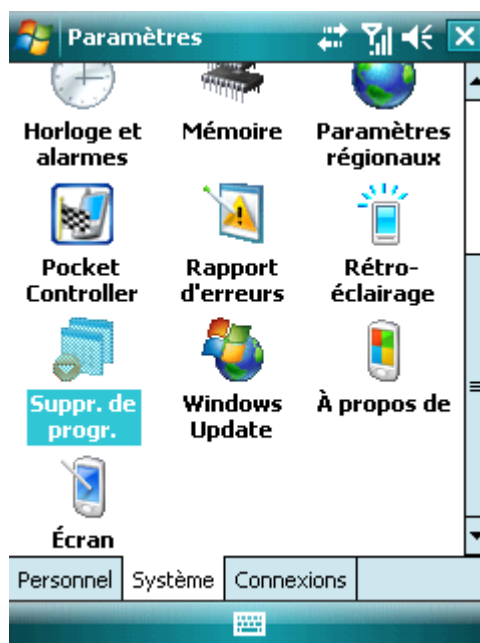 Paramètres
Horloge et
alarmes
Mémoire
Paramètres
régionaux
Pocket
Controller
Rapport
d'erreurs
Rétro-
éclairage
Suppr. de
progr.
Windows
Update
À propos de
Écran
Personnel
Système
Connexions